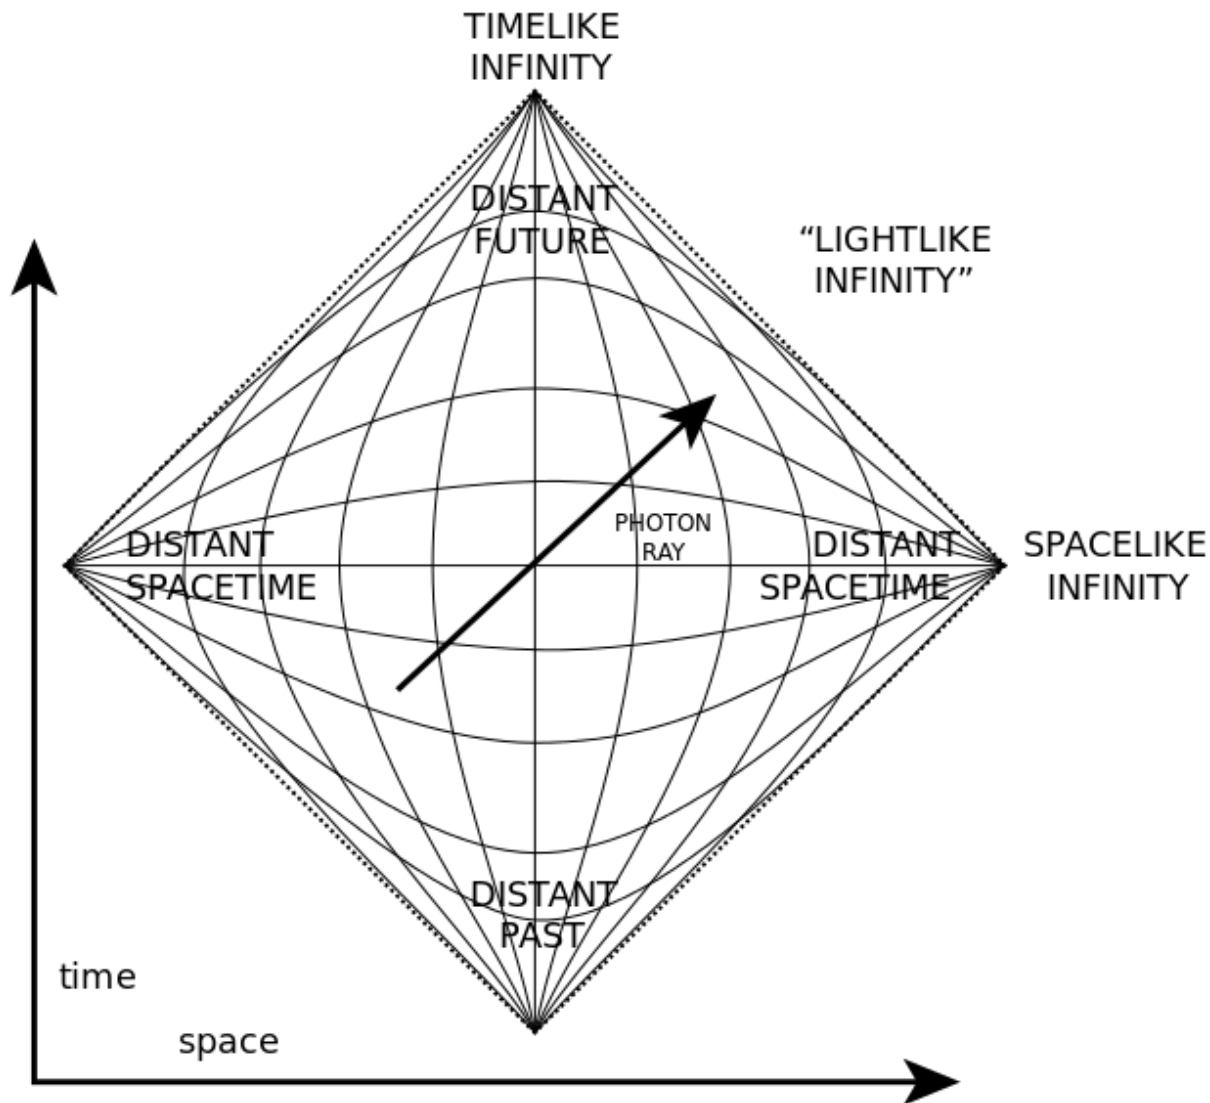 TIMELIKE
INFINITY
DISTANT
FUTURE
“LIGHTLIKE
INFINITY”
PHOTON
RAY
DISTANT
SPACETIME
DISTANT
SPACETIME
SPACELIKE
INFINITY
DISTANT
PAST
time
space